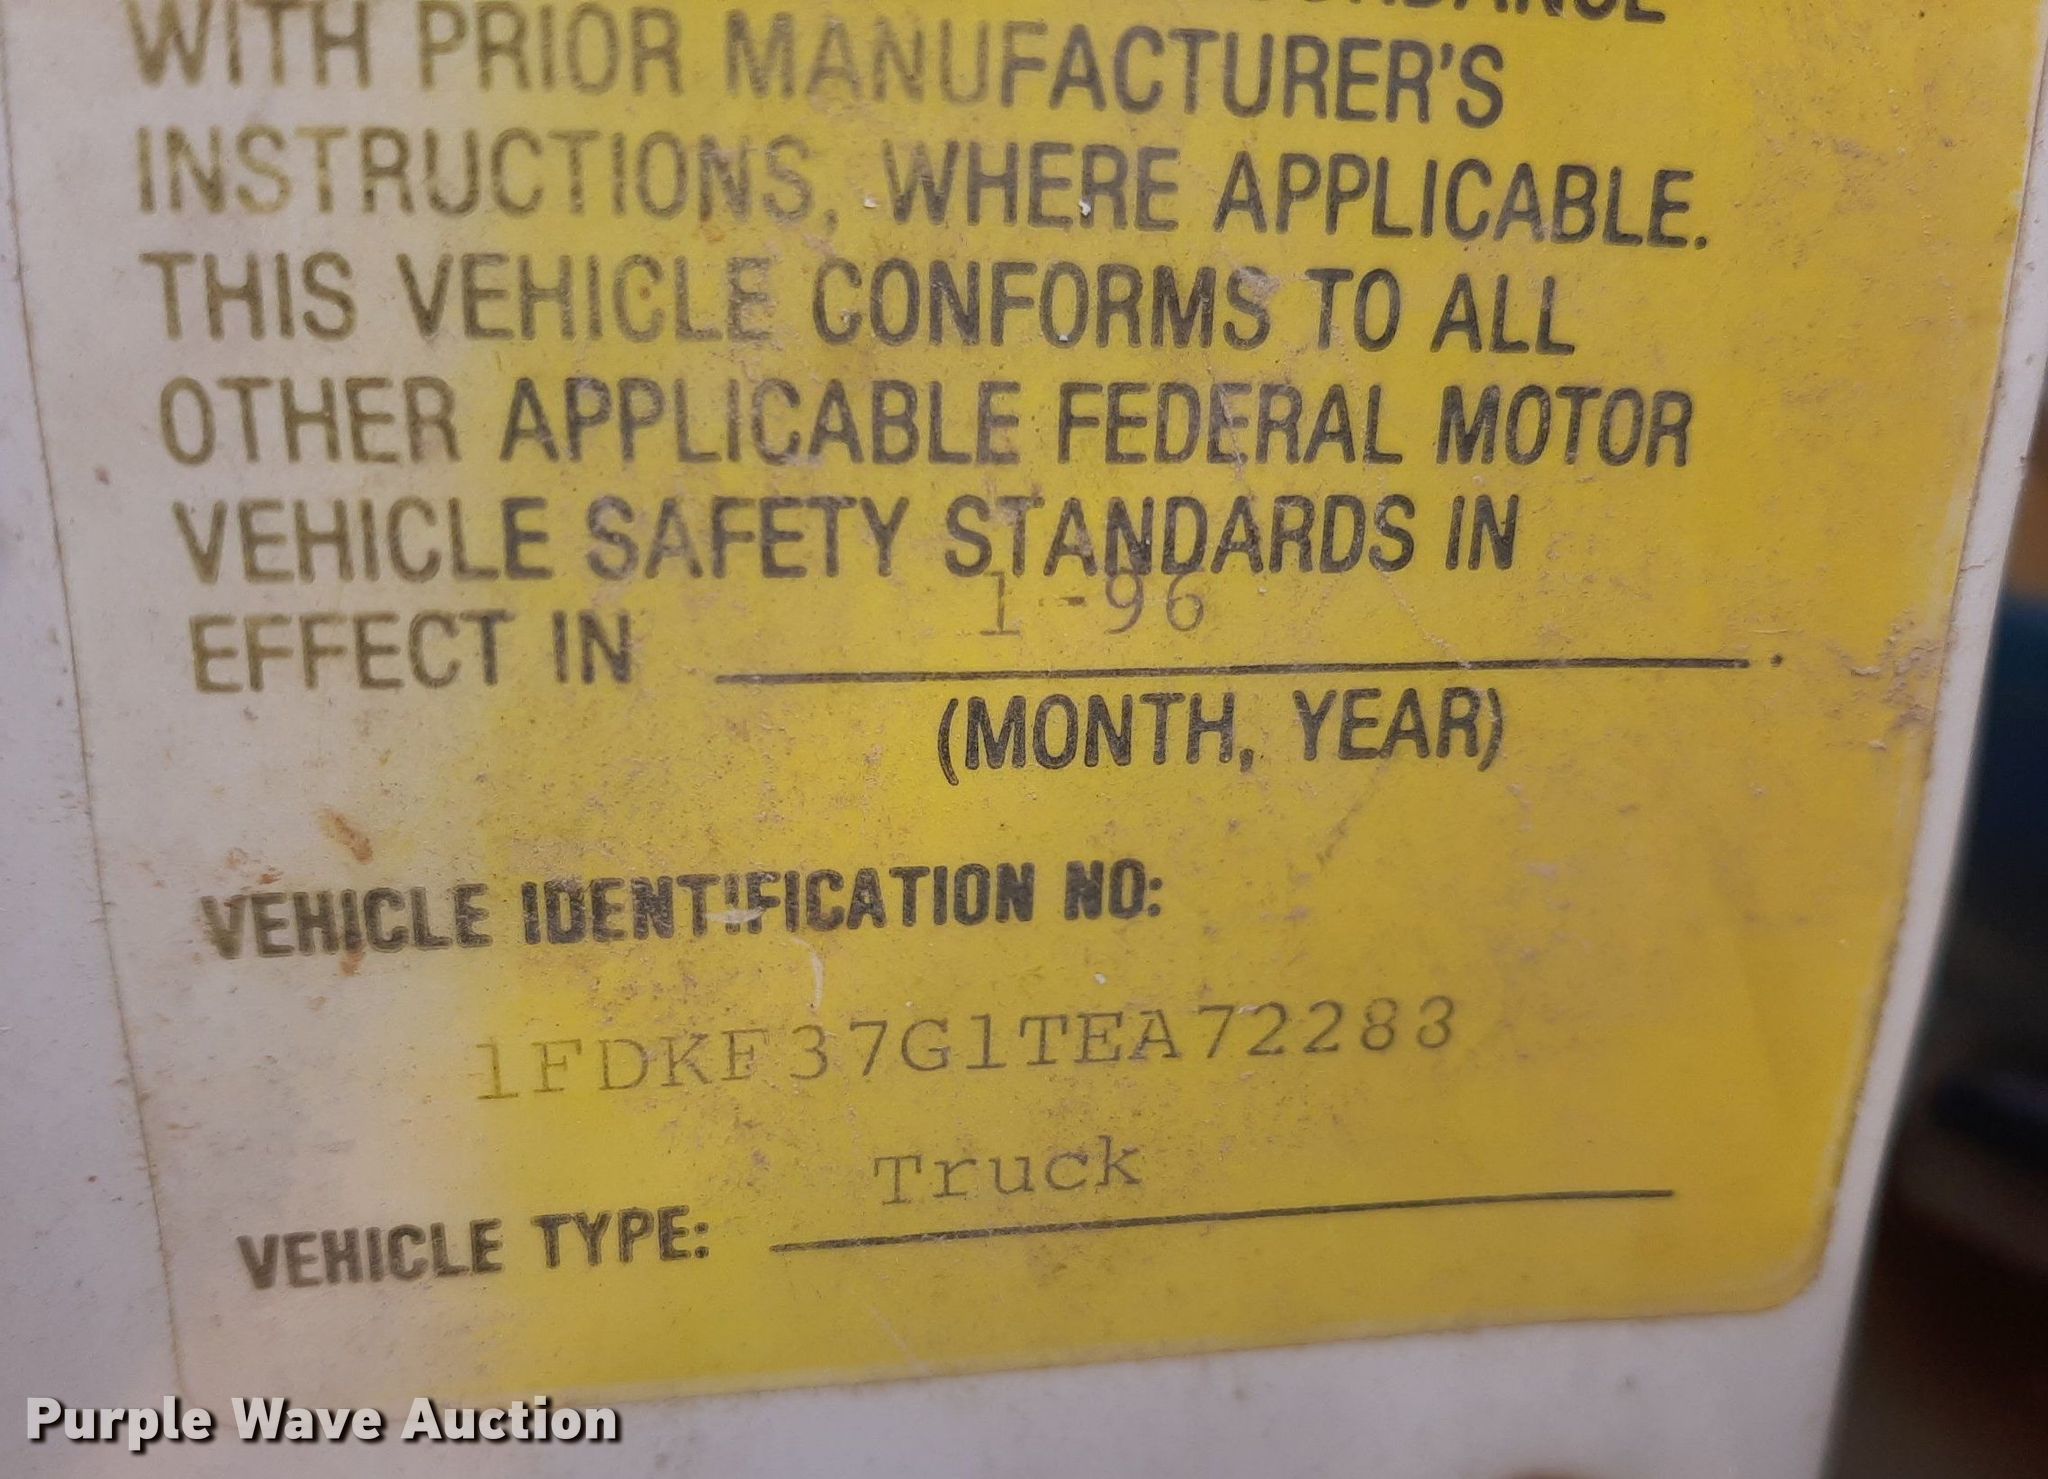 WITH PRIOR MANUFACTURER'S
INSTRUCTIONS, WHERE APPLICABLE.
THIS VEHICLE CONFORMS TO ALL
OTHER APPLICABLE FEDERAL MOTOR
VEHICLE SAFETY STANDARDS IN
EFFECT IN 1-96.
(MONTH, YEAR)
VEHICLE IDENTIFICATION NO:
1FDKF37G1TEA72283
VEHICLE TYPE: Truck
Purple Wave Auction